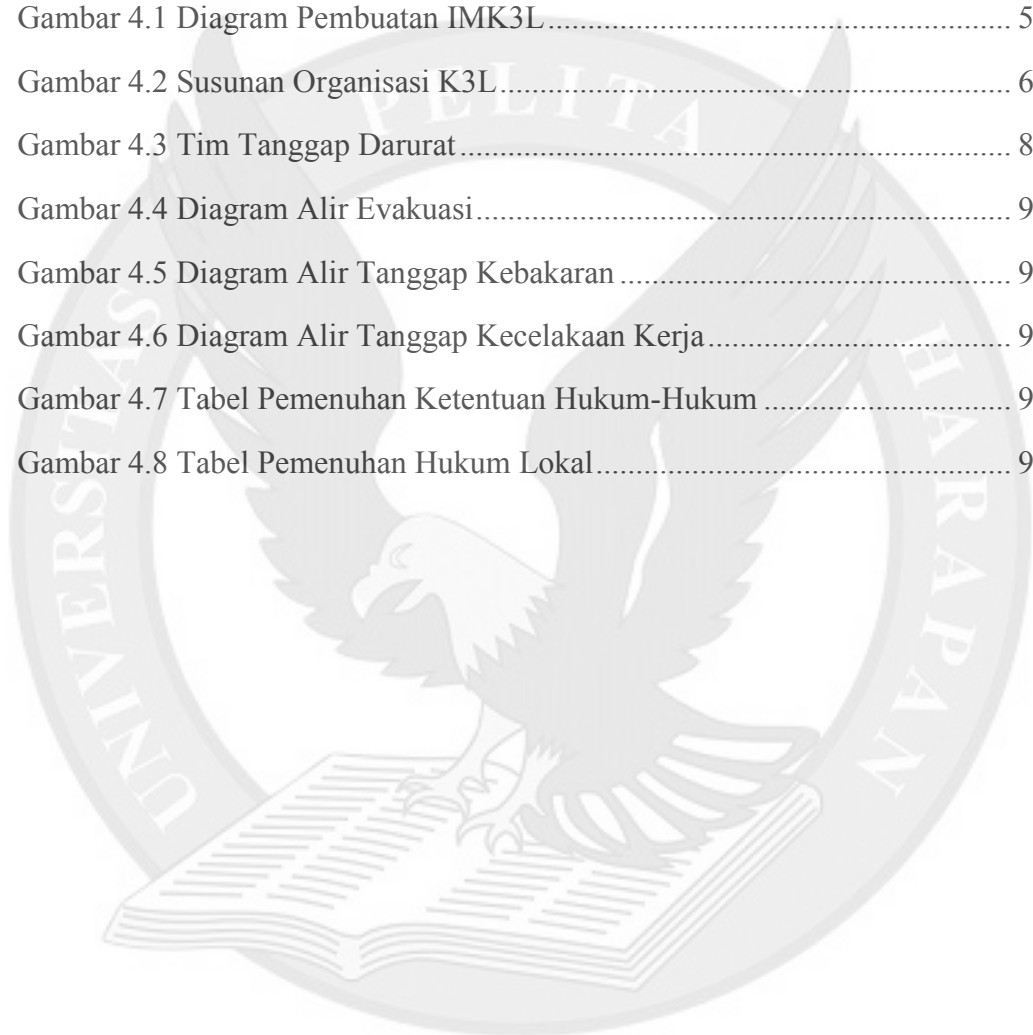 Gambar 4.1 Diagram Pembuatan IMK3L.......................................................... 5
Gambar 4.2 Susunan Organisasi K3L................................................................ 6
Gambar 4.3 Tim Tanggap Darurat..................................................................... 8
Gambar 4.4 Diagram Alir Evakuasi................................................................... 9
Gambar 4.5 Diagram Alir Tanggap Kebakaran ................................................. 9
Gambar 4.6 Diagram Alir Tanggap Kecelakaan Kerja...................................... 9
Gambar 4.7 Tabel Pemenuhan Ketentuan Hukum-Hukum ............................... 9
Gambar 4.8 Tabel Pemenuhan Hukum Lokal.................................................... 9
UNIVERSITAS PELITA HARAPAN